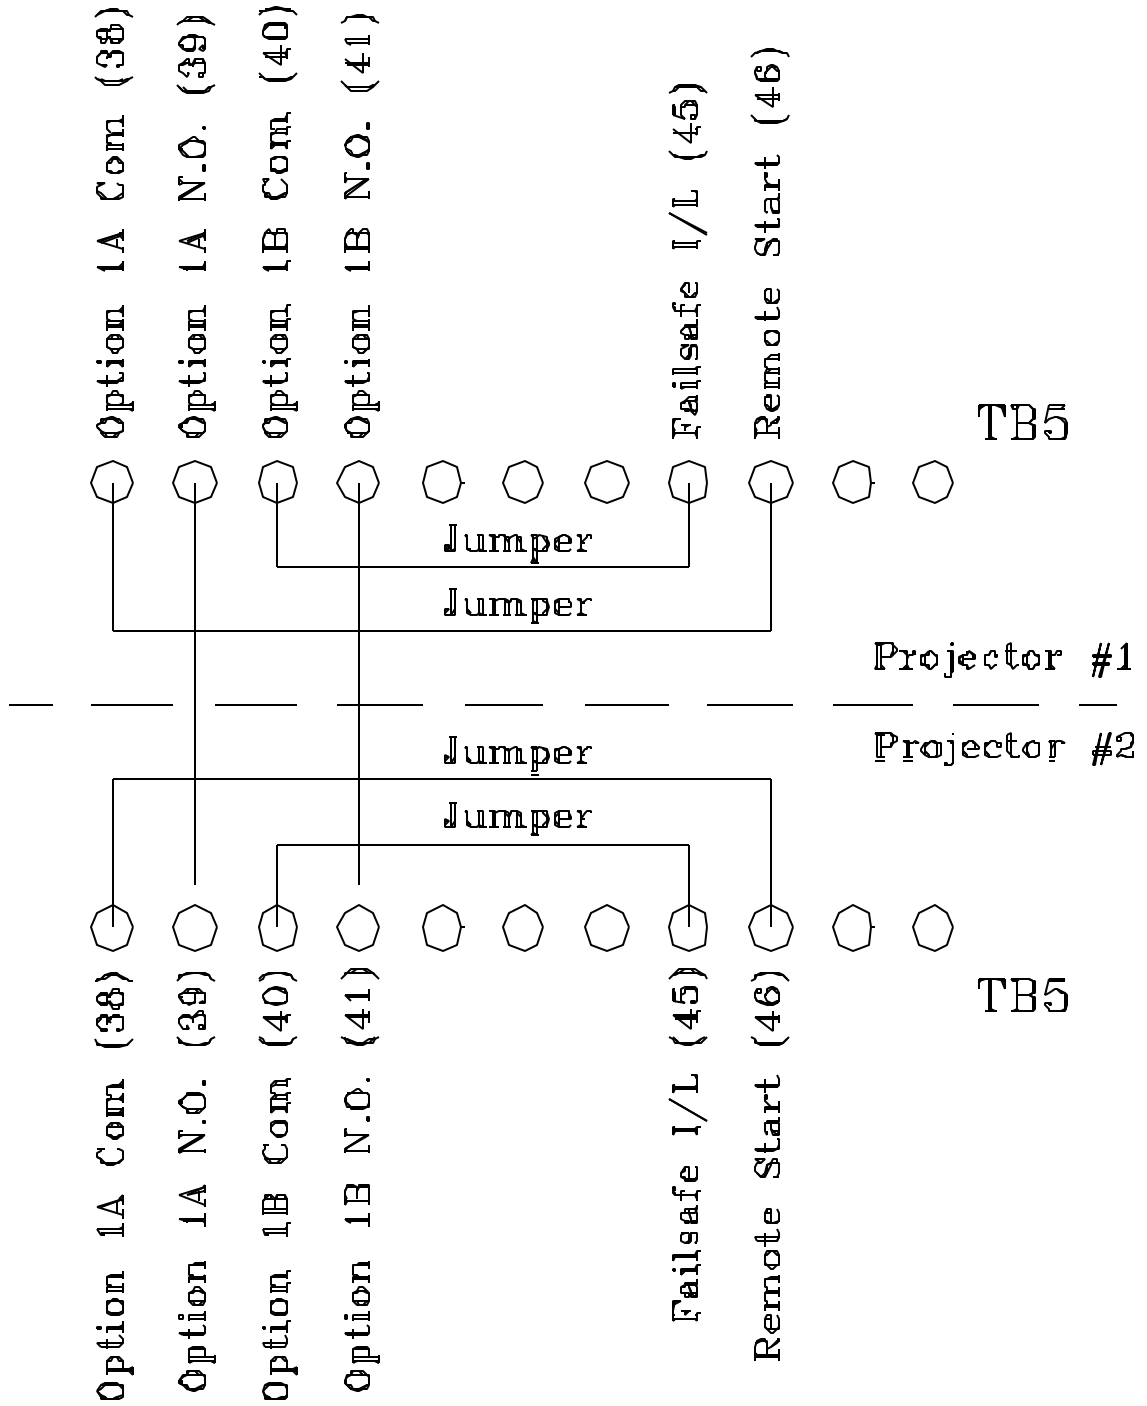 Option 1A Com (38)
Option 1A N.O. (39)
Option 1B Com (40)
Option 1B N.O. (41)
Failsafe I/L (45)
Remote Start (46)
TB5
Jumper
Jumper
Projector #1
Projector #2
Jumper
Jumper
Option 1A Com (38)
Option 1A N.O. (39)
Option 1B Com (40)
Option 1B N.O. (41)
Failsafe I/L (45)
Remote Start (46)
TB5